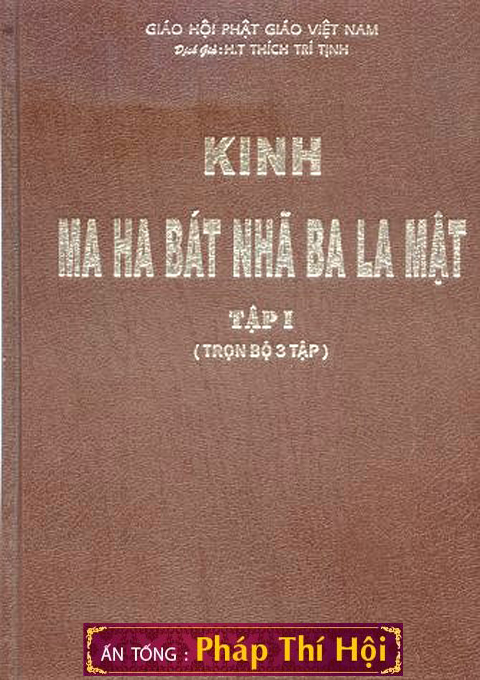 GIÁO HỘI PHẬT GIÁO VIỆT NAM
Dịch Giả : H.T THÍCH TRÍ TỊNH
KINH
MA HA BÁT NHÃ BA LA MẬT
TẬP I
( TRỌN BỘ 3 TẬP )
ẤN TỐNG : Pháp Thí Hội